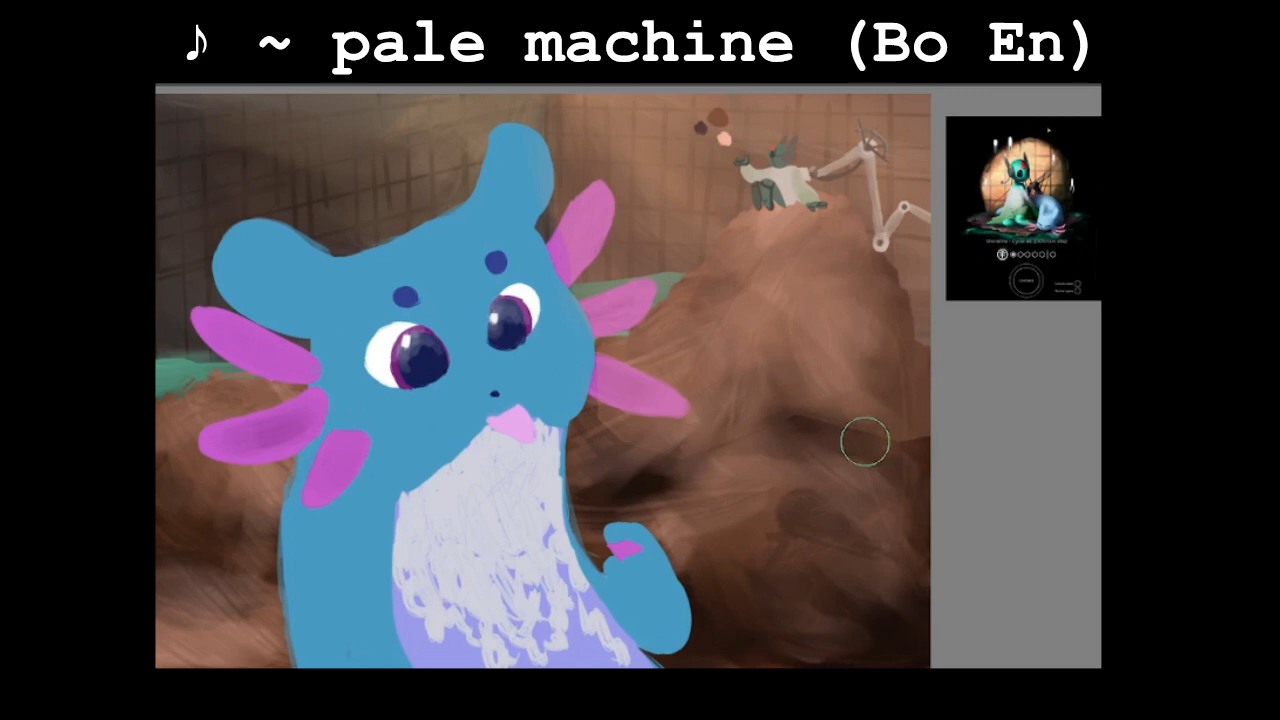 ♪ ~ pale machine (Bo En)